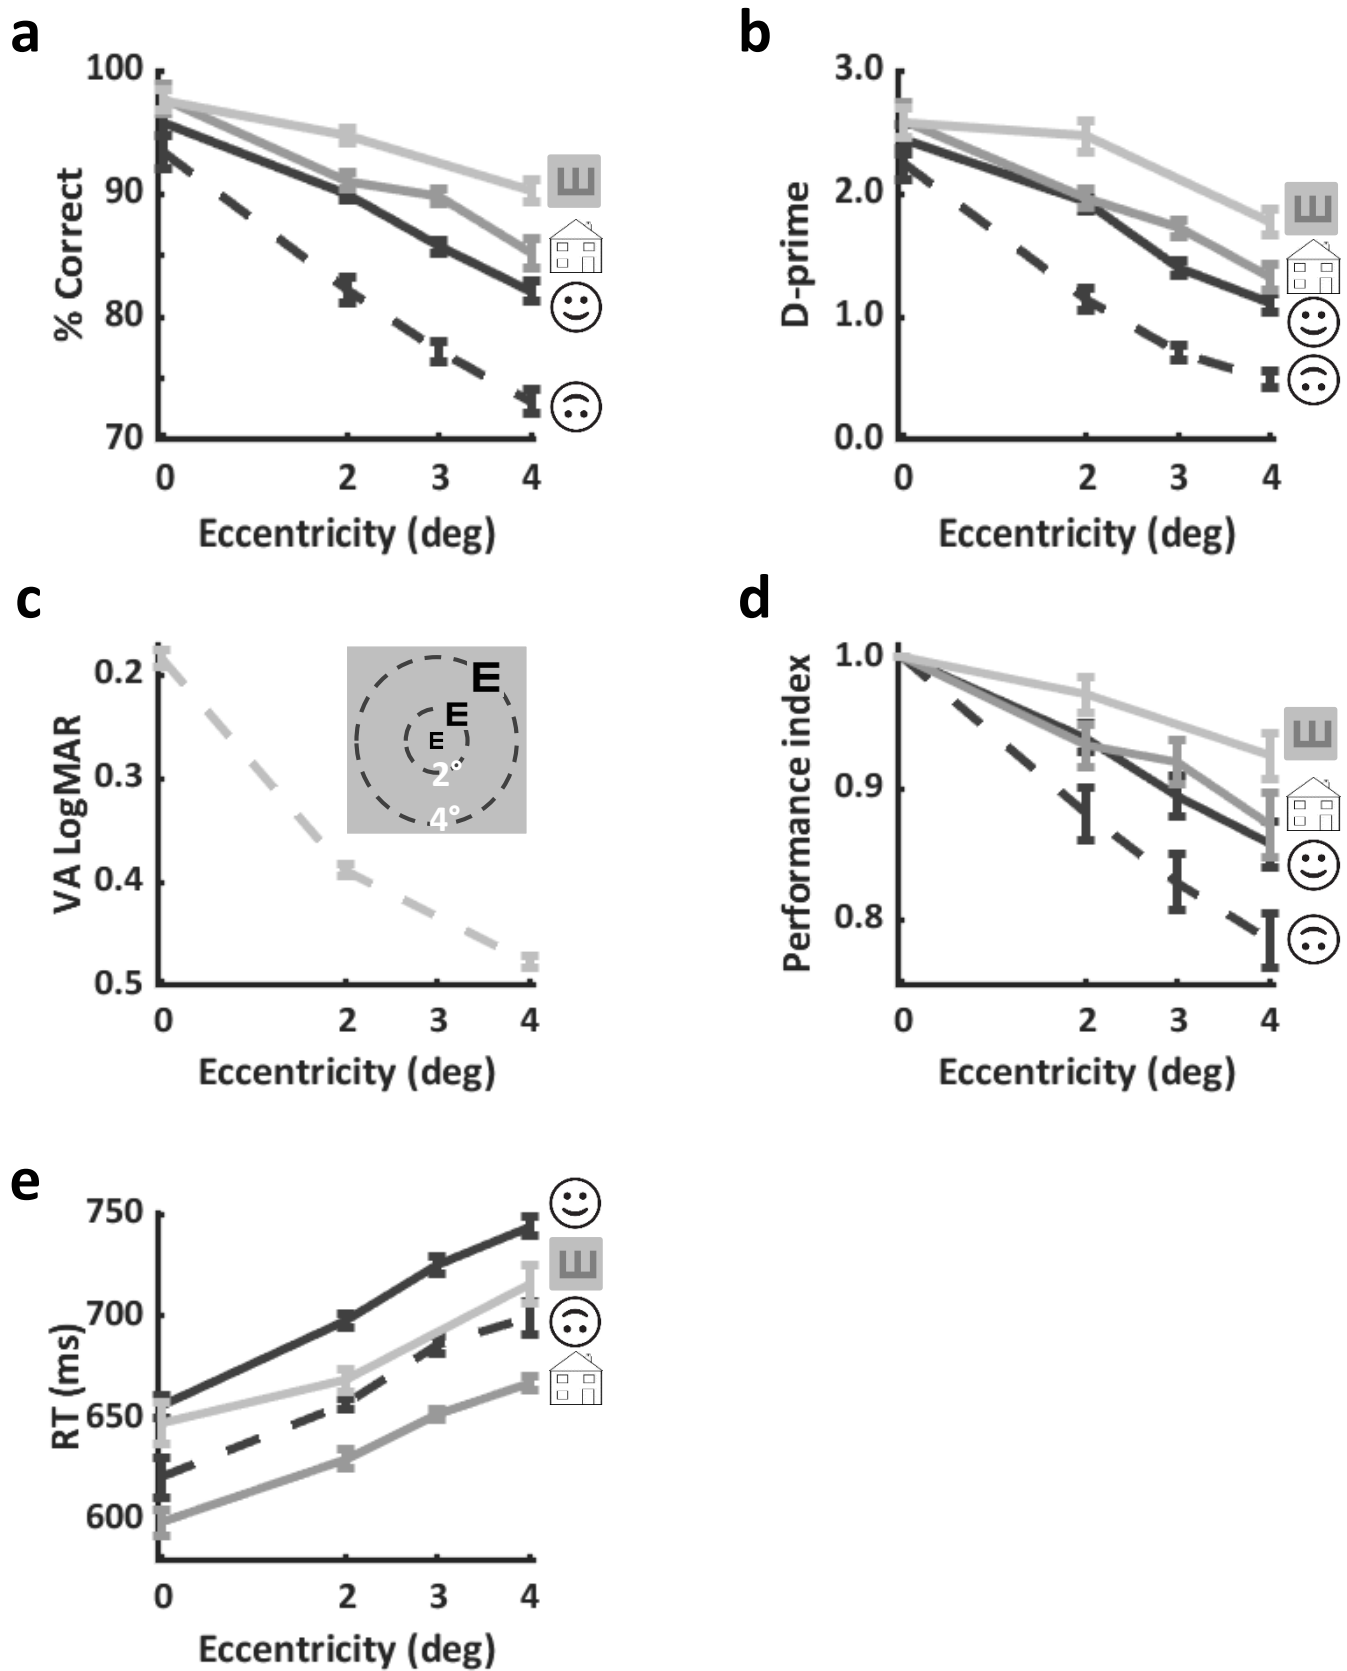 a
100
90
80
70
% Correct
0 2 3 4
Eccentricity (deg)
E
b
3.0
2.0
1.0
0.0
D-prime
0 2 3 4
Eccentricity (deg)
E
c
0.2
0.3
0.4
0.5
VA LogMAR
E
E
E
2°
4°
0 2 3 4
Eccentricity (deg)
d
1.0
0.9
0.8
Performance index
0 2 3 4
Eccentricity (deg)
E
e
750
700
650
600
RT (ms)
0 2 3 4
Eccentricity (deg)
E